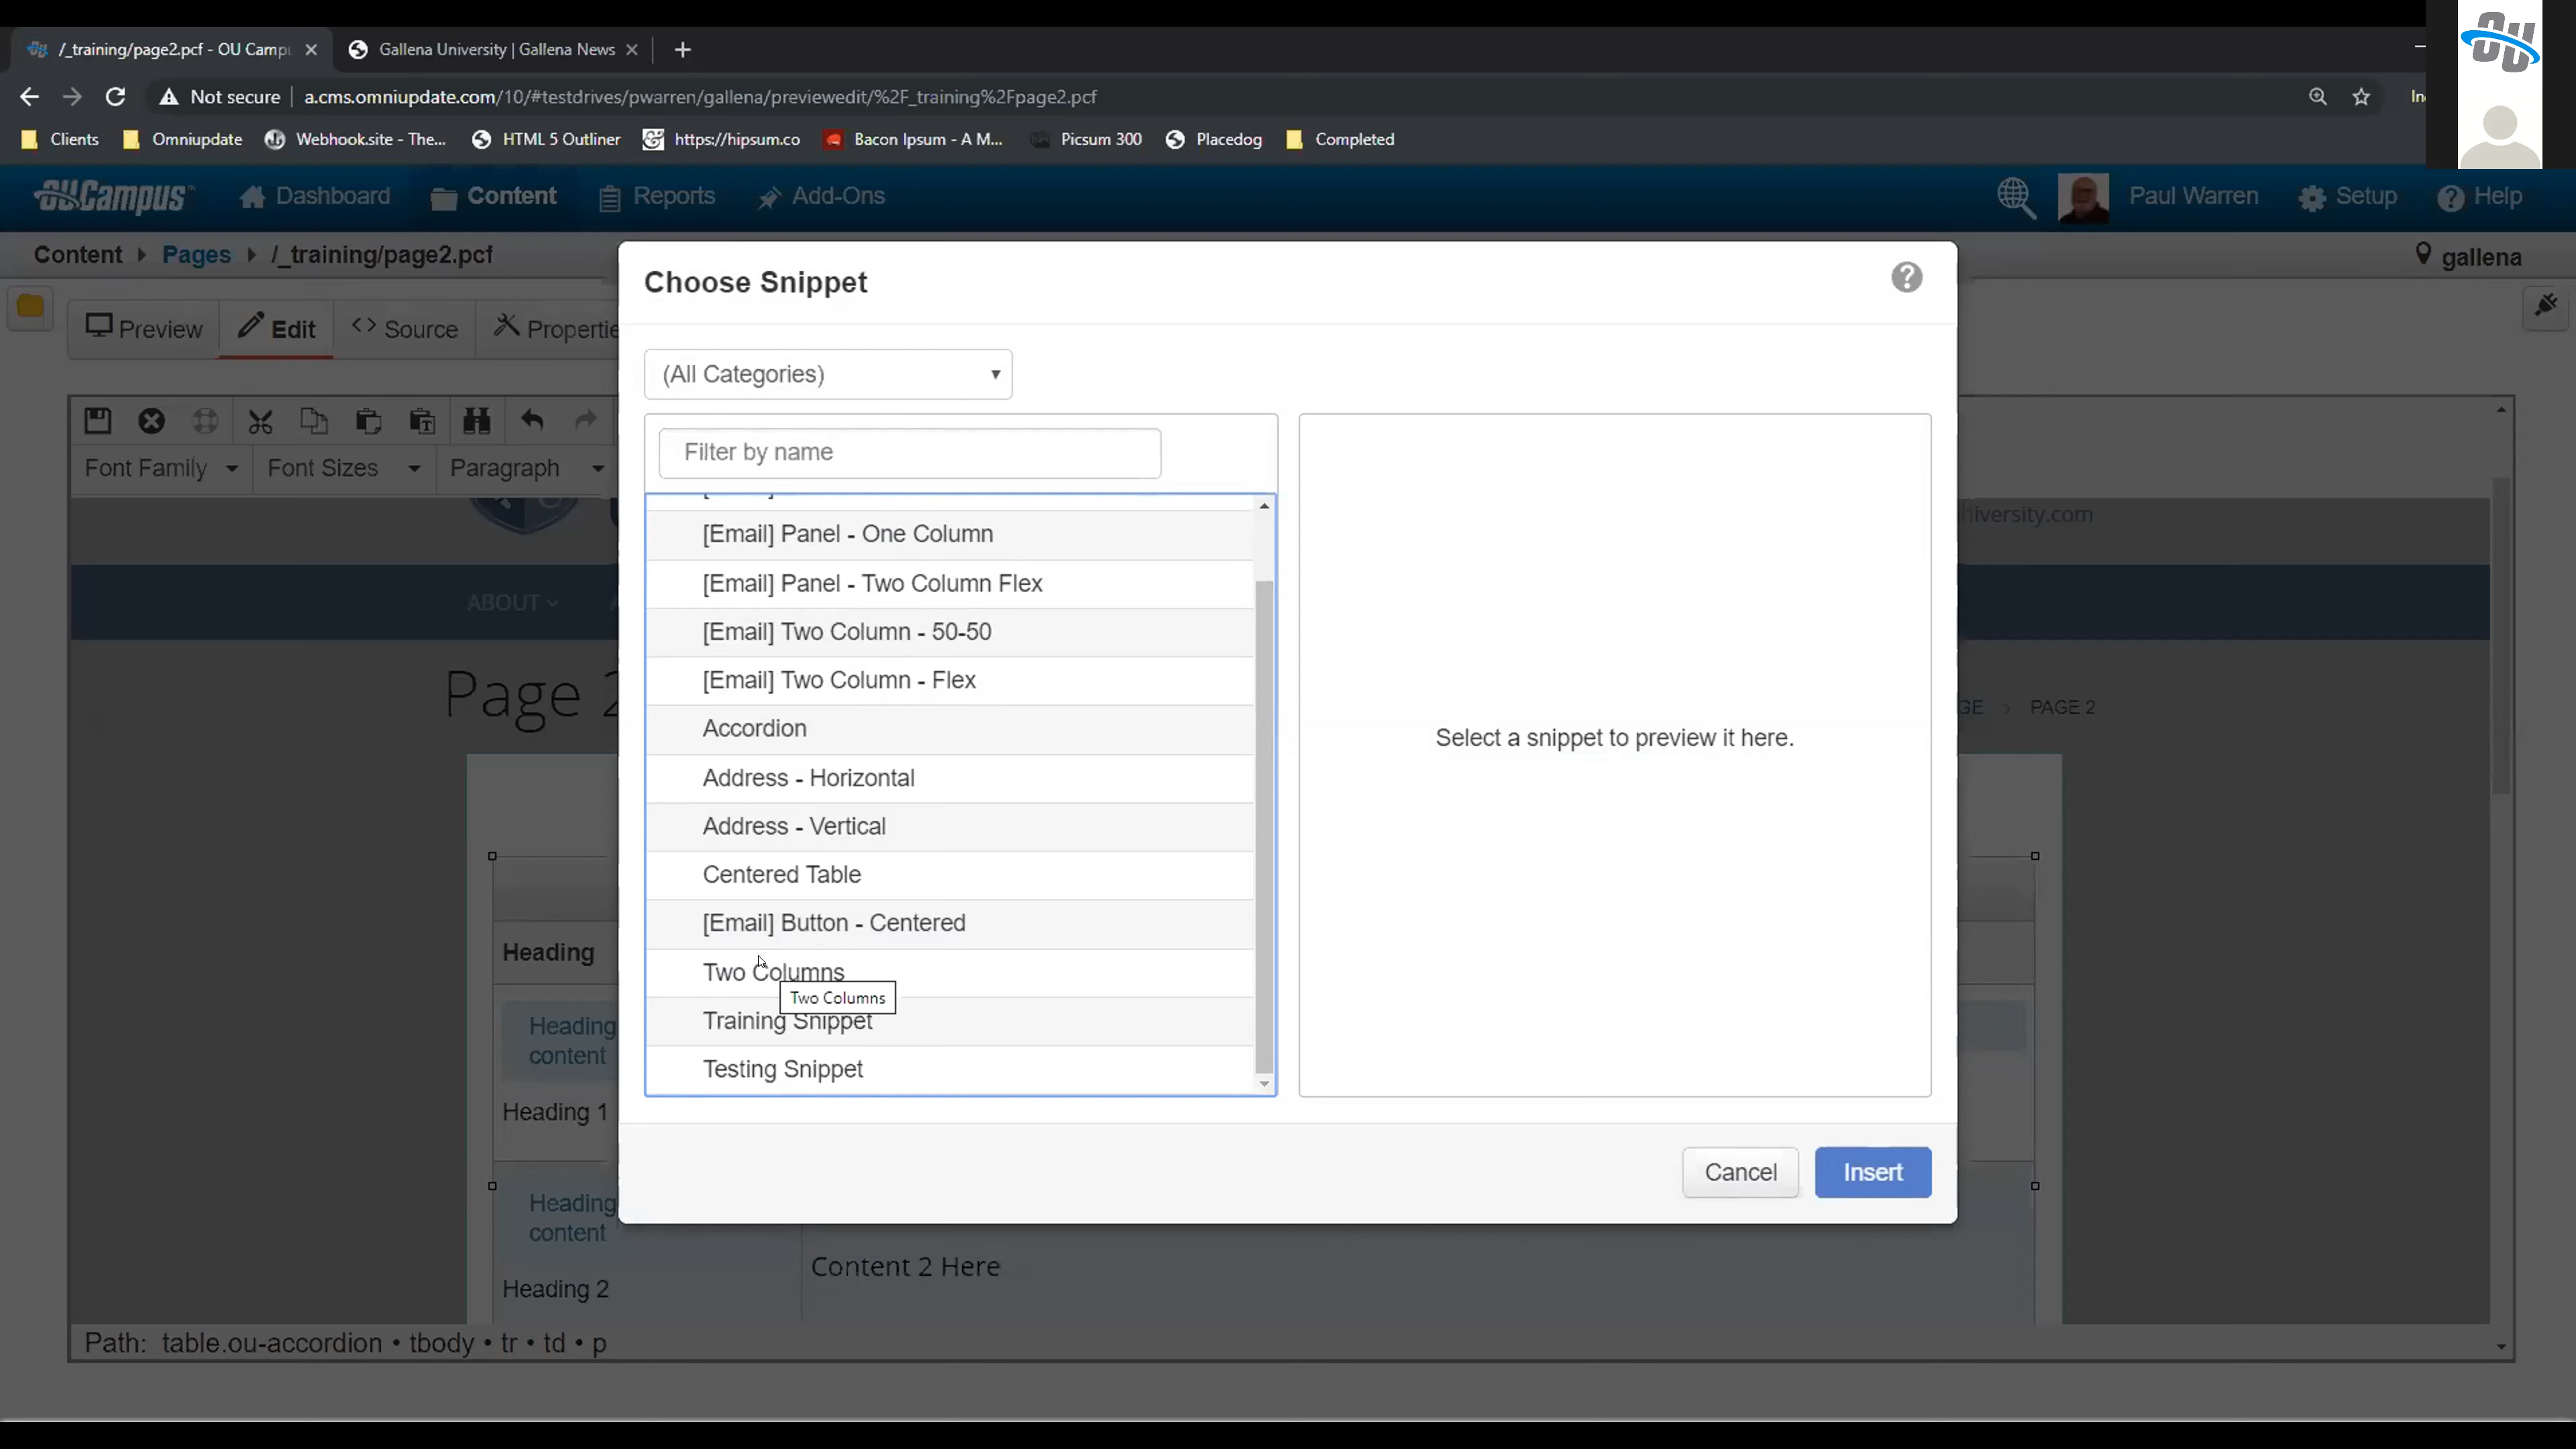 /_training/page2.pcf - OU Camp
Gallena University | Gallena News
Not secure
a.cms.omniupdate.com/10/#testdrives/pwarren/gallena/previewedit/%2F_training%2Fpage2.pcf
Clients
Omniupdate
Webhook.site - The...
HTML 5 Outliner
https://hipsum.co
Bacon Ipsum - A M...
Picsum 300
Placedog
Completed
OU
OUCampus
Dashboard
Content
Reports
Add-Ons
Paul Warren
Setup
Help
Content
Pages
/_training/page2.pcf
gallena
Preview
Edit
Source
Propertie
Font Family
Font Sizes
Paragraph
Choose Snippet
(All Categories)
Filter by name
[Email] Panel - One Column
[Email] Panel - Two Column Flex
[Email] Two Column - 50-50
[Email] Two Column - Flex
Accordion
Address - Horizontal
Address - Vertical
Centered Table
[Email] Button - Centered
Two Columns
Two Columns
Training Snippet
Testing Snippet
Select a snippet to preview it here.
Cancel
Insert
iversity.com
ABOUT
Page 2
GE > PAGE 2
Heading
Heading
content
Heading 1
Heading
content
Heading 2
Content 2 Here
Path: table.ou-accordion • tbody • tr • td • p